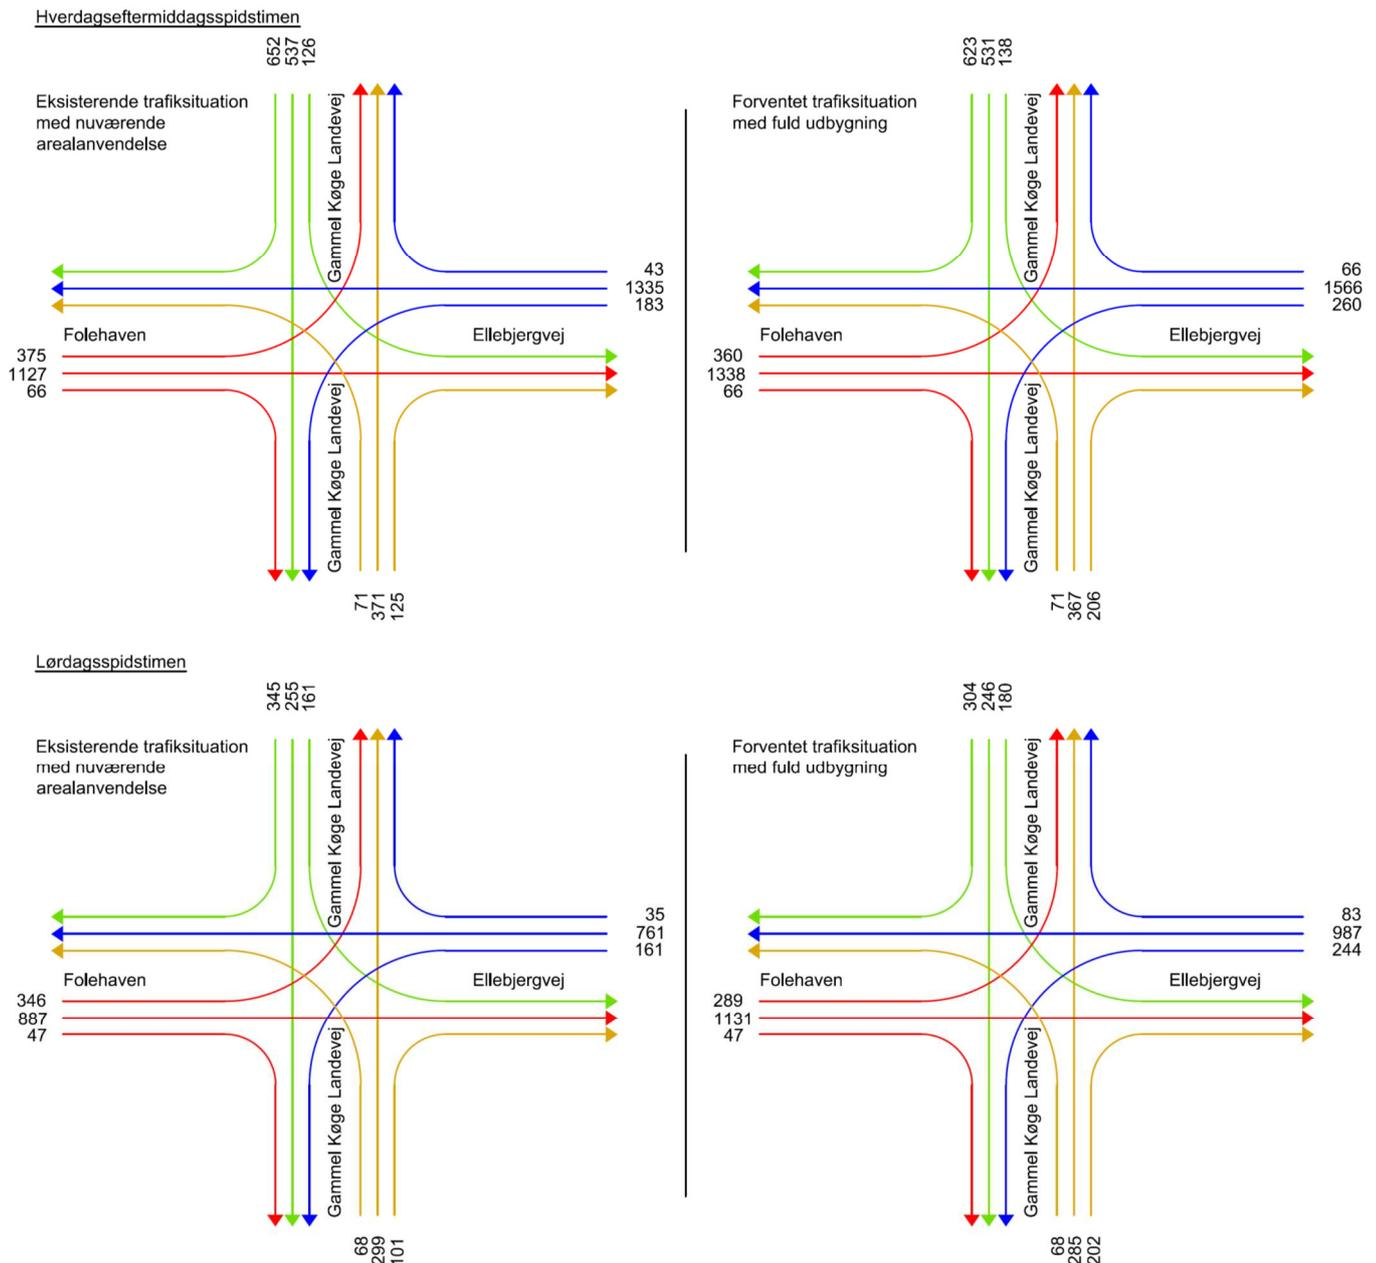 Hverdagseftermiddagsspidstimen
652
537
126
Eksisterende trafiksituation
med nuværende
arealanvendelse
Gammel Køge Landevej
43
1335
183
Folehaven
Ellebjergvej
375
1127
66
Gammel Køge Landevej
71
371
125
623
531
138
Forventet trafiksituation
med fuld udbygning
Gammel Køge Landevej
66
1566
260
Folehaven
Ellebjergvej
360
1338
66
Gammel Køge Landevej
71
367
206
Lørdagsspidstimen
345
255
161
Eksisterende trafiksituation
med nuværende
arealanvendelse
Gammel Køge Landevej
35
761
161
Folehaven
Ellebjergvej
346
887
47
Gammel Køge Landevej
68
299
101
304
246
180
Forventet trafiksituation
med fuld udbygning
Gammel Køge Landevej
83
987
244
Folehaven
Ellebjergvej
289
1131
47
Gammel Køge Landevej
68
285
202